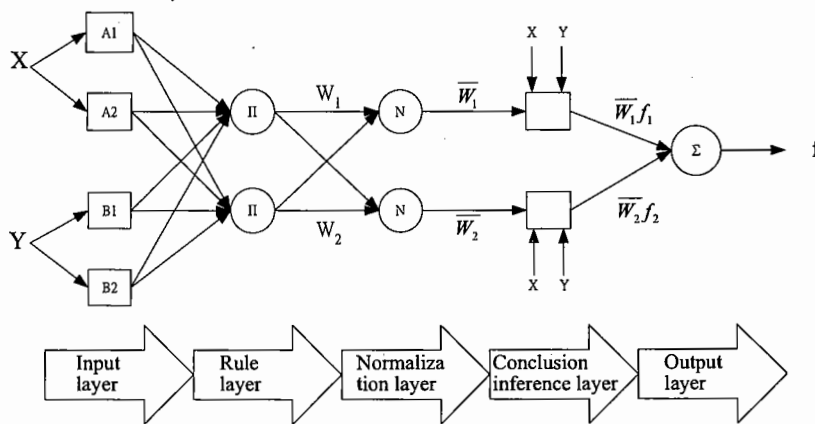 A1
X
A2
B1
Y
B2
Π
Π
W₁
W₂
N
N
W̅₁
W̅₂
X Y
X Y
W̅₁f₁
W̅₂f₂
Σ
f
Input
layer
Rule
layer
Normaliza
tion layer
Conclusion
inference layer
Output
layer